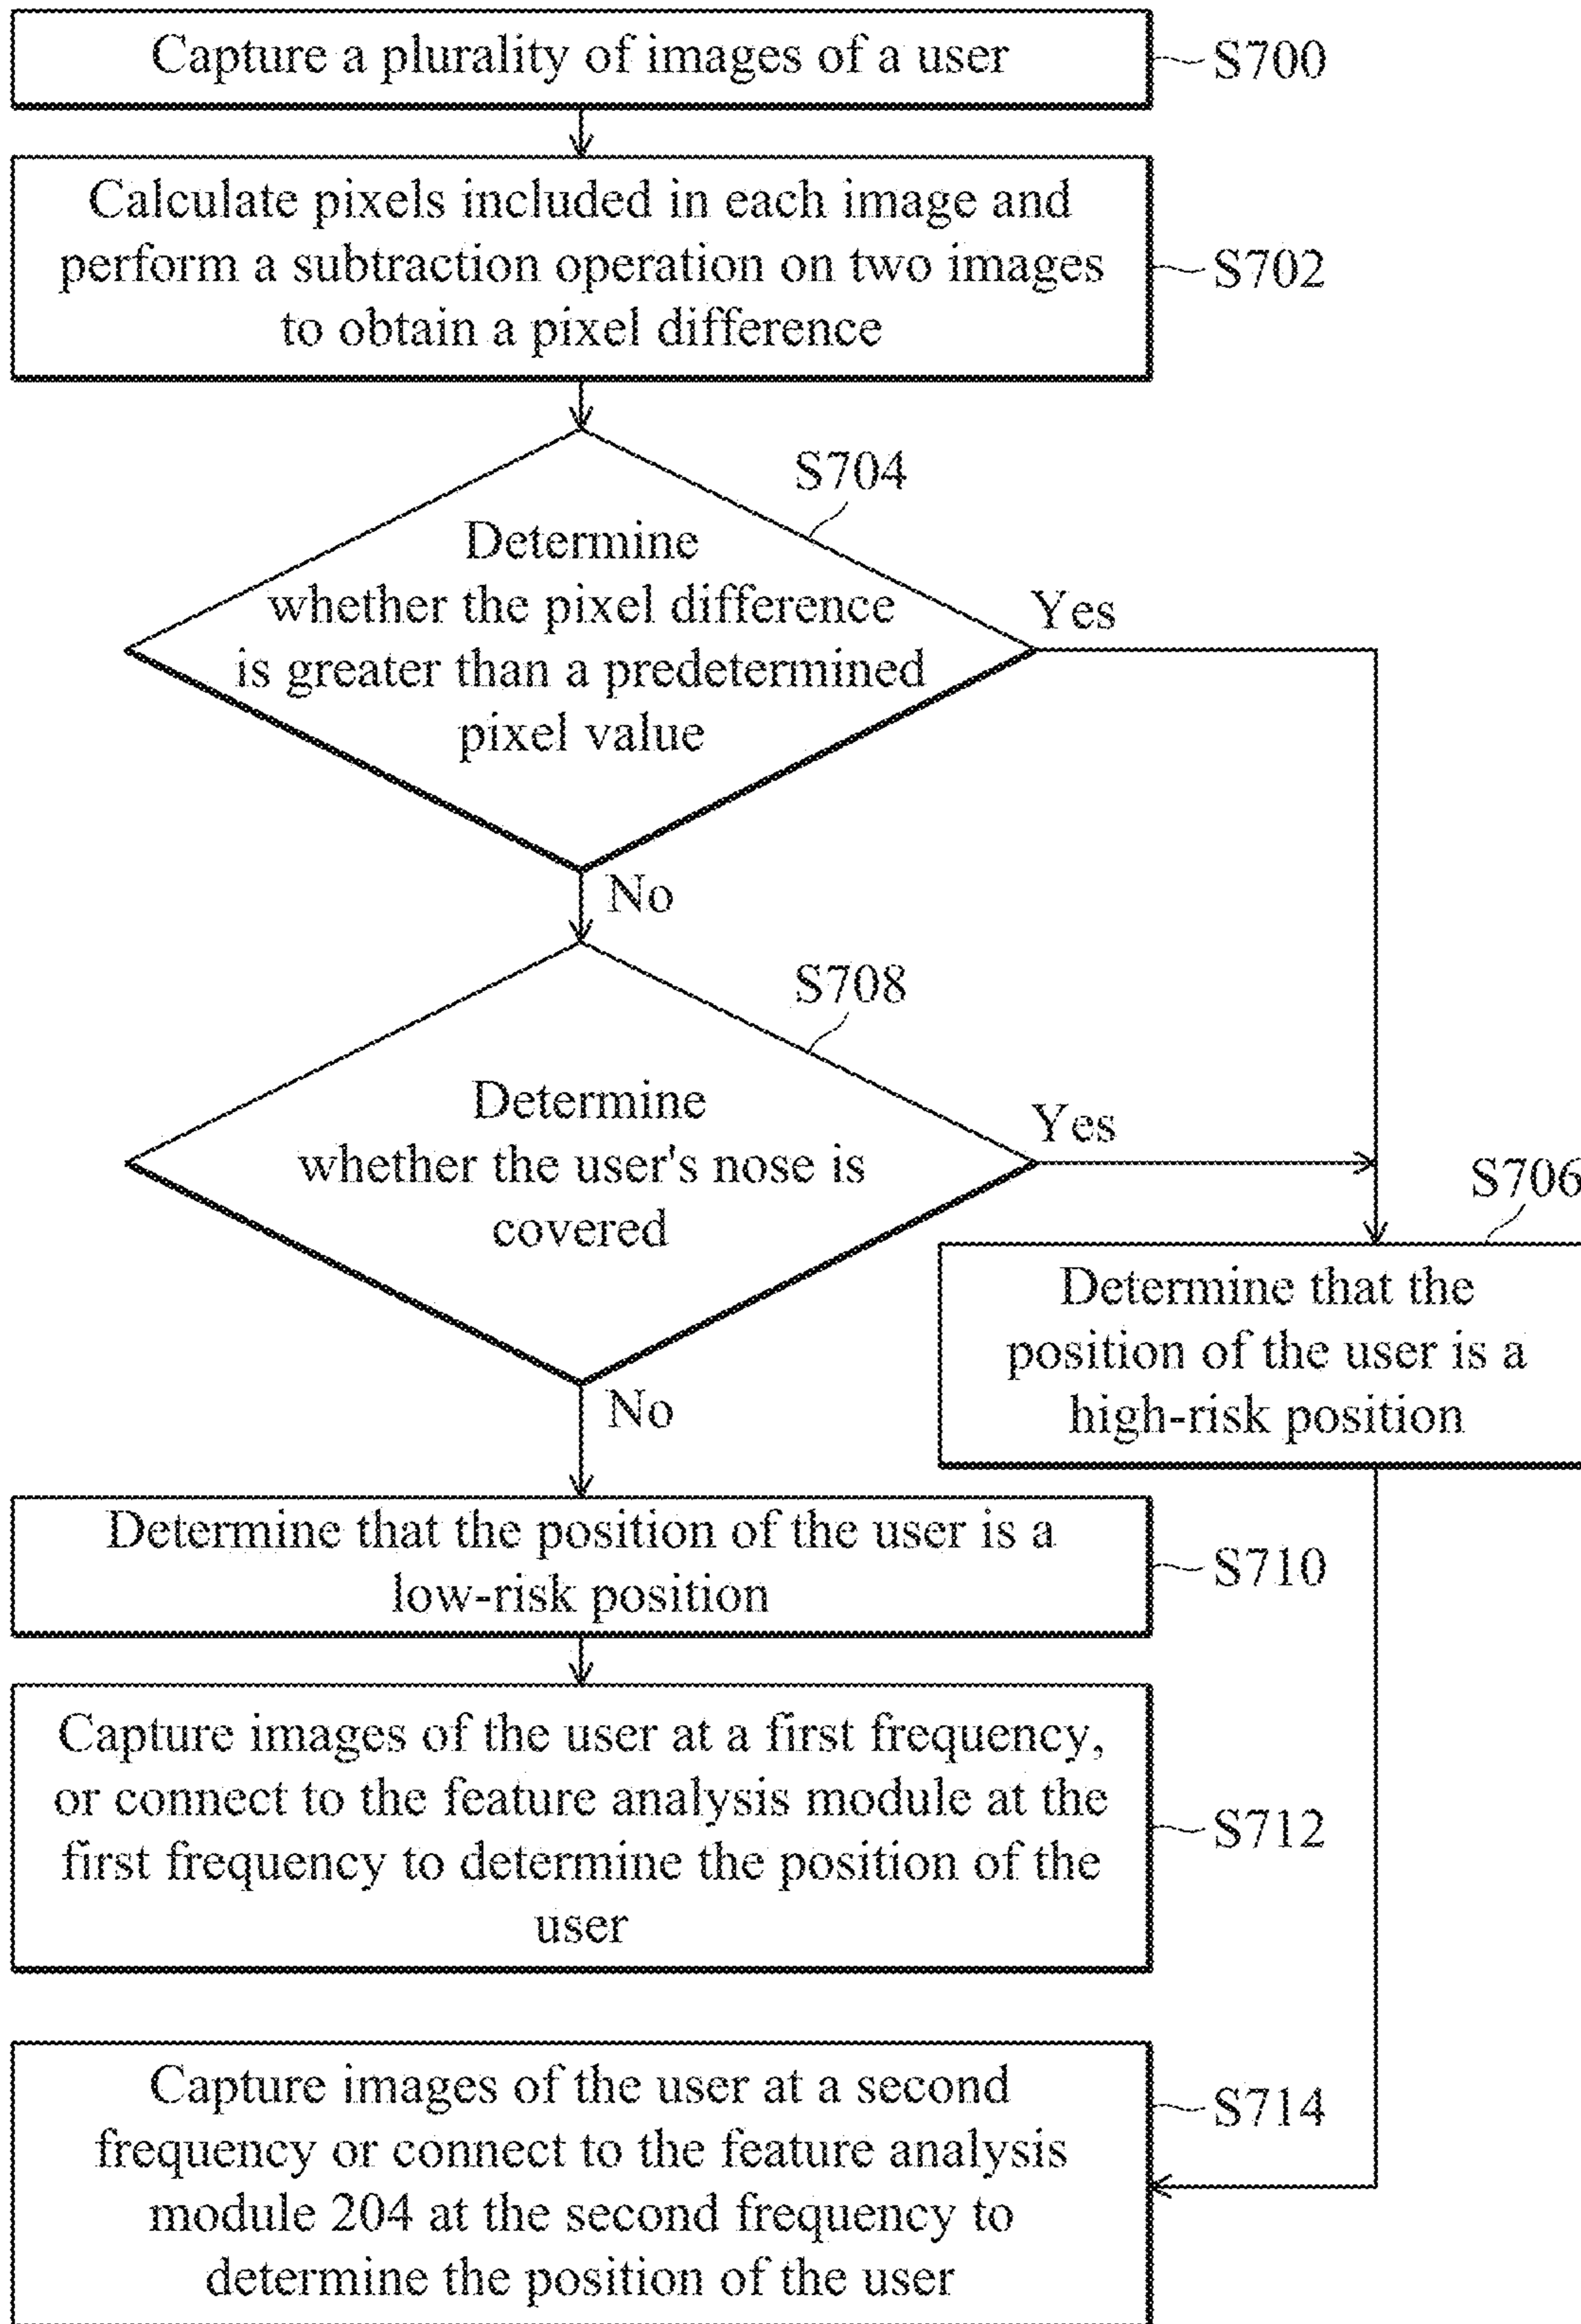 Capture a plurality of images of a user
S700
Calculate pixels included in each image and
perform a subtraction operation on two images
to obtain a pixel difference
S702
S704
Determine
whether the pixel difference
is greater than a predetermined
pixel value
Yes
No
S708
Determine
whether the user's nose is
covered
Yes
No
S706
Determine that the
position of the user is a
high-risk position
Determine that the position of the user is a
low-risk position
S710
Capture images of the user at a first frequency,
or connect to the feature analysis module at the
first frequency to determine the position of the
user
S712
Capture images of the user at a second
frequency or connect to the feature analysis
module 204 at the second frequency to
determine the position of the user
S714